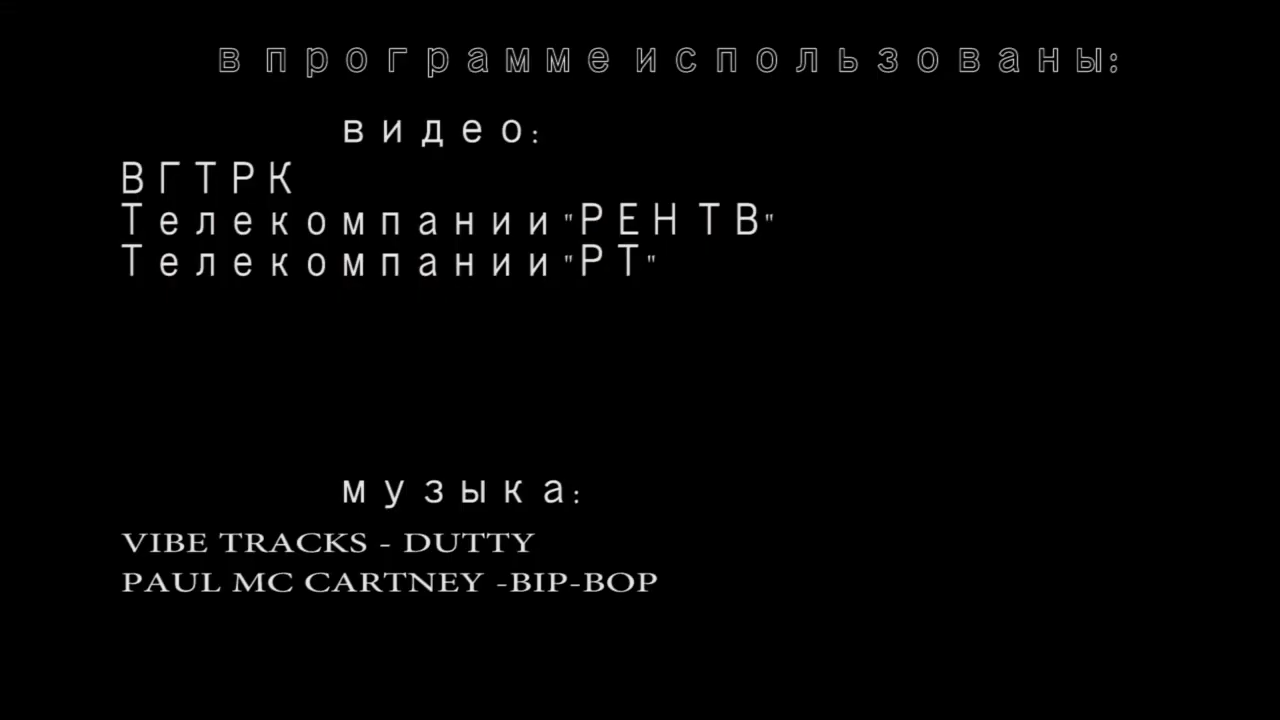 в программе использованы:
видео:
ВГТРК
Телекомпании "РЕН ТВ"
Телекомпании "РТ"
музыка:
VIBE TRACKS - DUTTY
PAUL MC CARTNEY -BIP-BOP